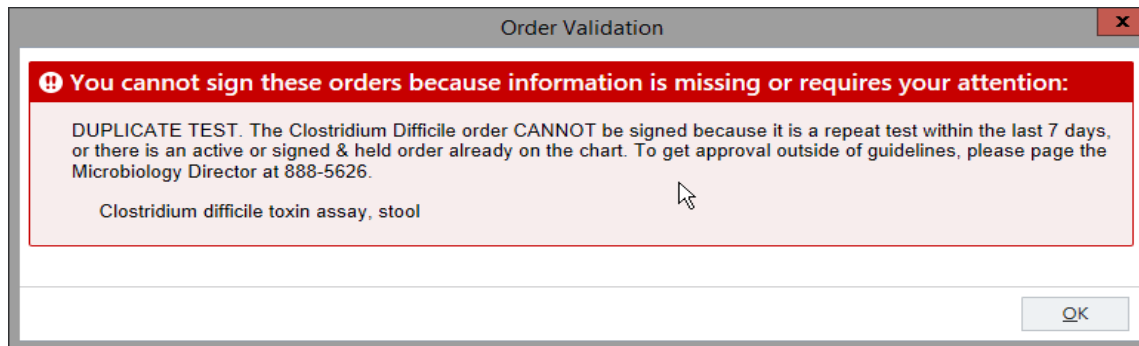 Order Validation
x
You cannot sign these orders because information is missing or requires your attention:
DUPLICATE TEST. The Clostridium Difficile order CANNOT be signed because it is a repeat test within the last 7 days,
or there is an active or signed & held order already on the chart. To get approval outside of guidelines, please page the
Microbiology Director at 888-5626.
Clostridium difficile toxin assay, stool
OK